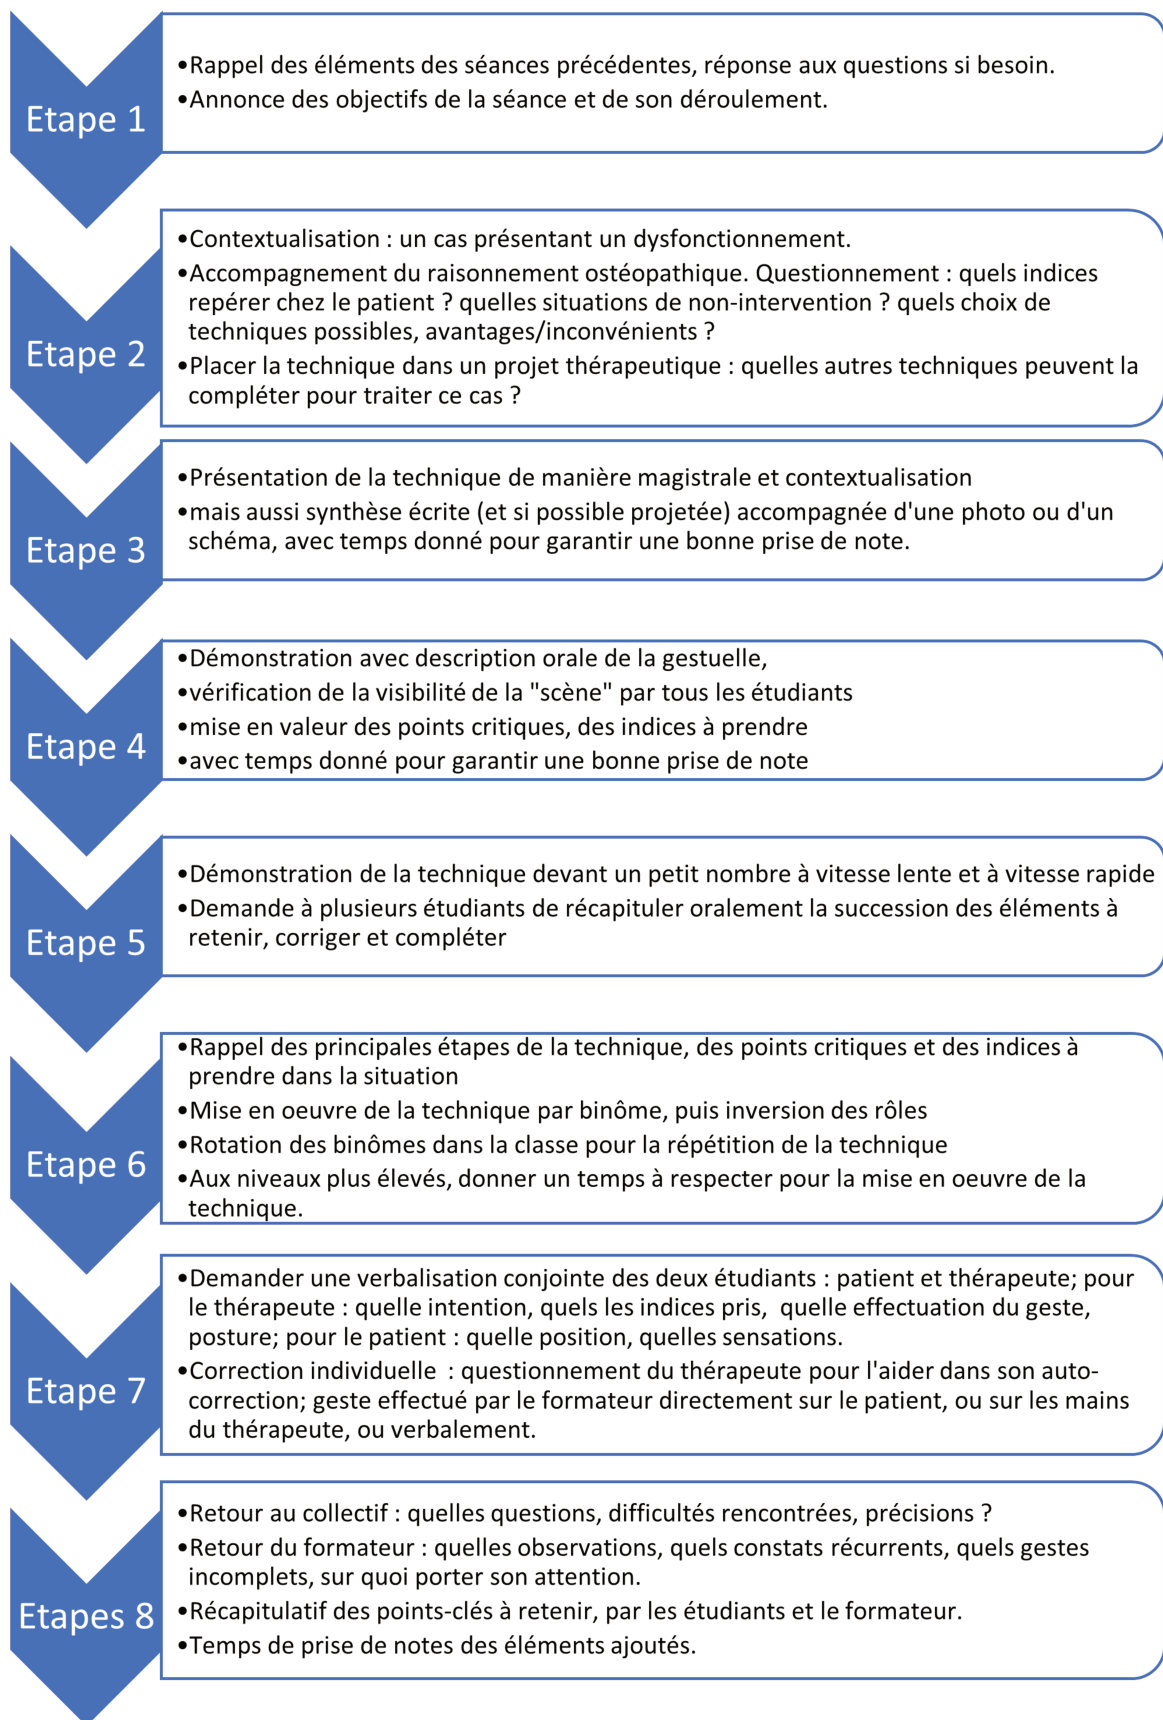 Etape 1
•Rappel des éléments des séances précédentes, réponse aux questions si besoin.
•Annonce des objectifs de la séance et de son déroulement.
Etape 2
•Contextualisation : un cas présentant un dysfonctionnement.
•Accompagnement du raisonnement ostéopathique. Questionnement : quels indices
repérer chez le patient ? quelles situations de non-intervention ? quels choix de
techniques possibles, avantages/inconvénients ?
•Placer la technique dans un projet thérapeutique : quelles autres techniques peuvent la
compléter pour traiter ce cas ?
Etape 3
•Présentation de la technique de manière magistrale et contextualisation
•mais aussi synthèse écrite (et si possible projetée) accompagnée d'une photo ou d'un
schéma, avec temps donné pour garantir une bonne prise de note.
Etape 4
•Démonstration avec description orale de la gestuelle,
•vérification de la visibilité de la "scène" par tous les étudiants
•mise en valeur des points critiques, des indices à prendre
•avec temps donné pour garantir une bonne prise de note
Etape 5
•Démonstration de la technique devant un petit nombre à vitesse lente et à vitesse rapide
•Demande à plusieurs étudiants de récapituler oralement la succession des éléments à
retenir, corriger et compléter
Etape 6
•Rappel des principales étapes de la technique, des points critiques et des indices à
prendre dans la situation
•Mise en oeuvre de la technique par binôme, puis inversion des rôles
•Rotation des binômes dans la classe pour la répétition de la technique
•Aux niveaux plus élevés, donner un temps à respecter pour la mise en oeuvre de la
technique.
Etape 7
•Demander une verbalisation conjointe des deux étudiants : patient et thérapeute; pour
le thérapeute : quelle intention, quels les indices pris, quelle effectuation du geste,
posture; pour le patient : quelle position, quelles sensations.
•Correction individuelle : questionnement du thérapeute pour l'aider dans son auto-
correction; geste effectué par le formateur directement sur le patient, ou sur les mains
du thérapeute, ou verbalement.
Etapes 8
•Retour au collectif : quelles questions, difficultés rencontrées, précisions ?
•Retour du formateur : quelles observations, quels constats récurrents, quels gestes
incomplets, sur quoi porter son attention.
•Récapitulatif des points-clés à retenir, par les étudiants et le formateur.
•Temps de prise de notes des éléments ajoutés.